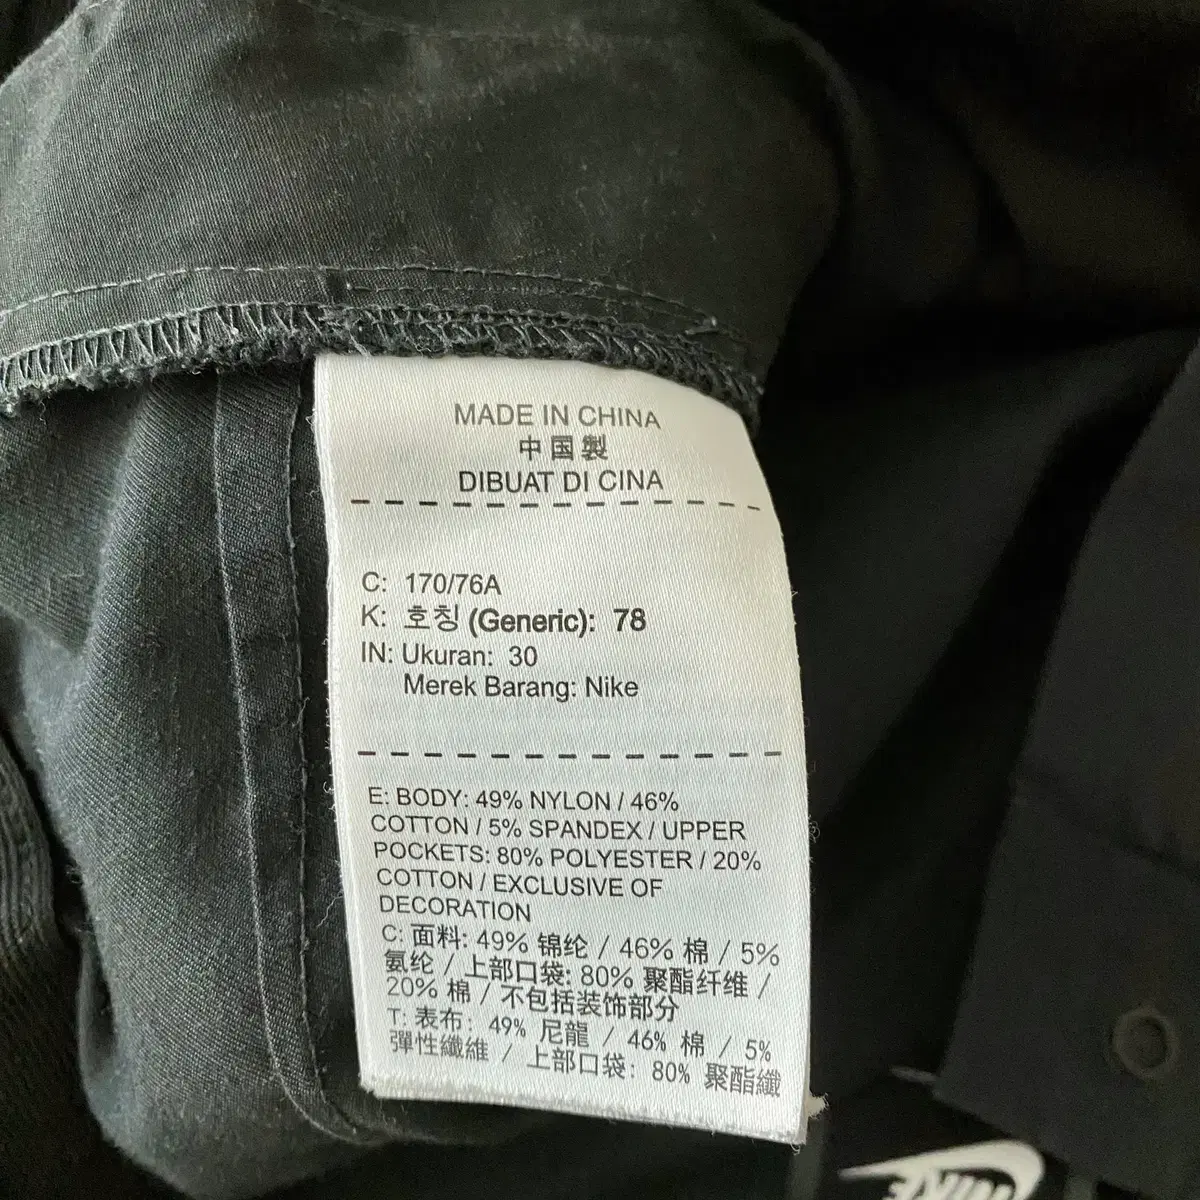 MADE IN CHINA
中国製
DIBUAT DI CINA
C: 170/76A
K: 호칭 (Generic): 78
IN: Ukuran: 30
Merek Barang: Nike
E: BODY: 49% NYLON / 46%
COTTON / 5% SPANDEX / UPPER
POCKETS: 80% POLYESTER / 20%
COTTON / EXCLUSIVE OF
DECORATION
C: 面料: 49% 锦纶 / 46% 棉 / 5%
氨纶 / 上部口袋: 80% 聚酯纤维 /
20% 棉 / 不包括装饰部分
T: 表布: 49% 尼龍 / 46% 棉 / 5%
彈性纖維 / 上部口袋: 80% 聚酯纖
NIKE